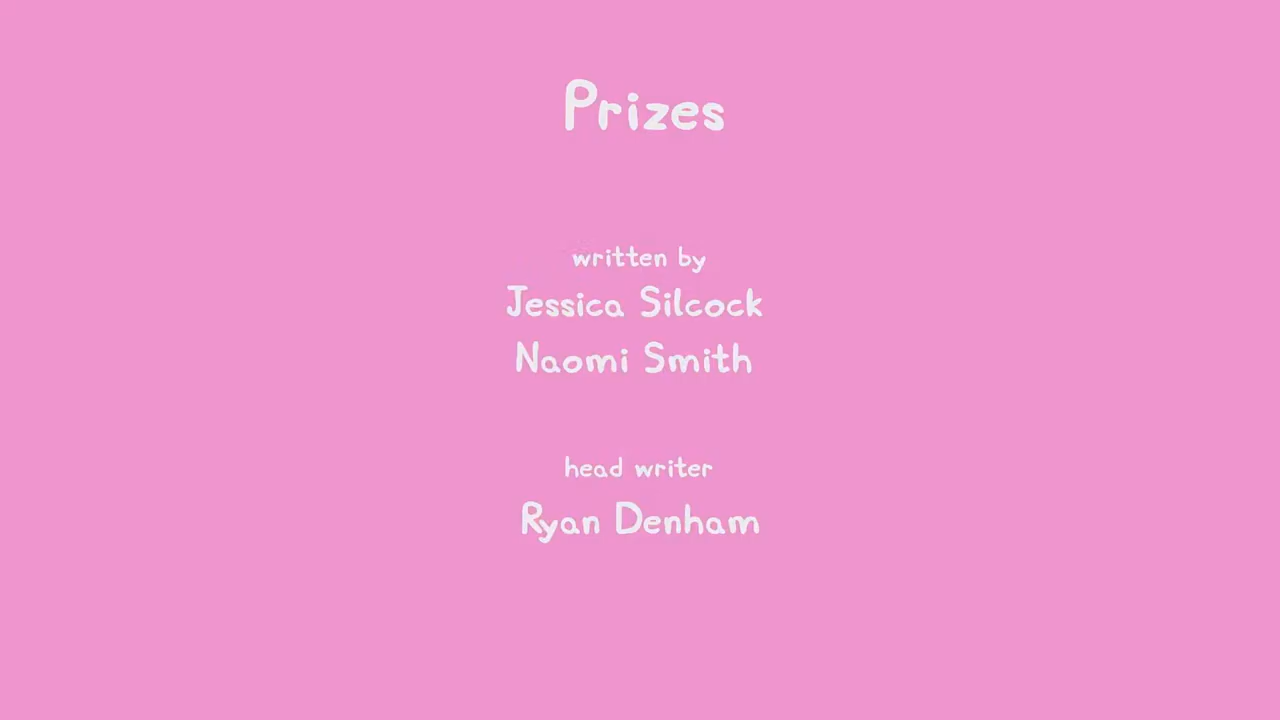 Prizes
written by
Jessica Silcock
Naomi Smith
head writer
Ryan Denham